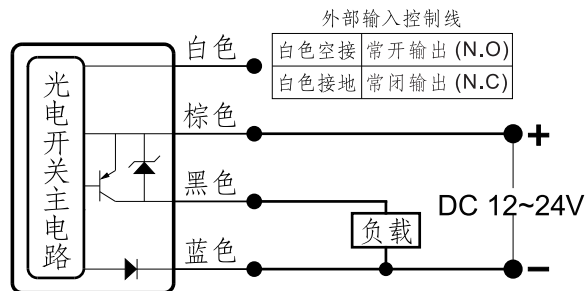 外部输入控制线
白色空接 常开输出 (N.O)
白色接地 常闭输出 (N.C)
白色
棕色
黑色
蓝色
光电开关主电路
负载
+
DC 12~24V
−